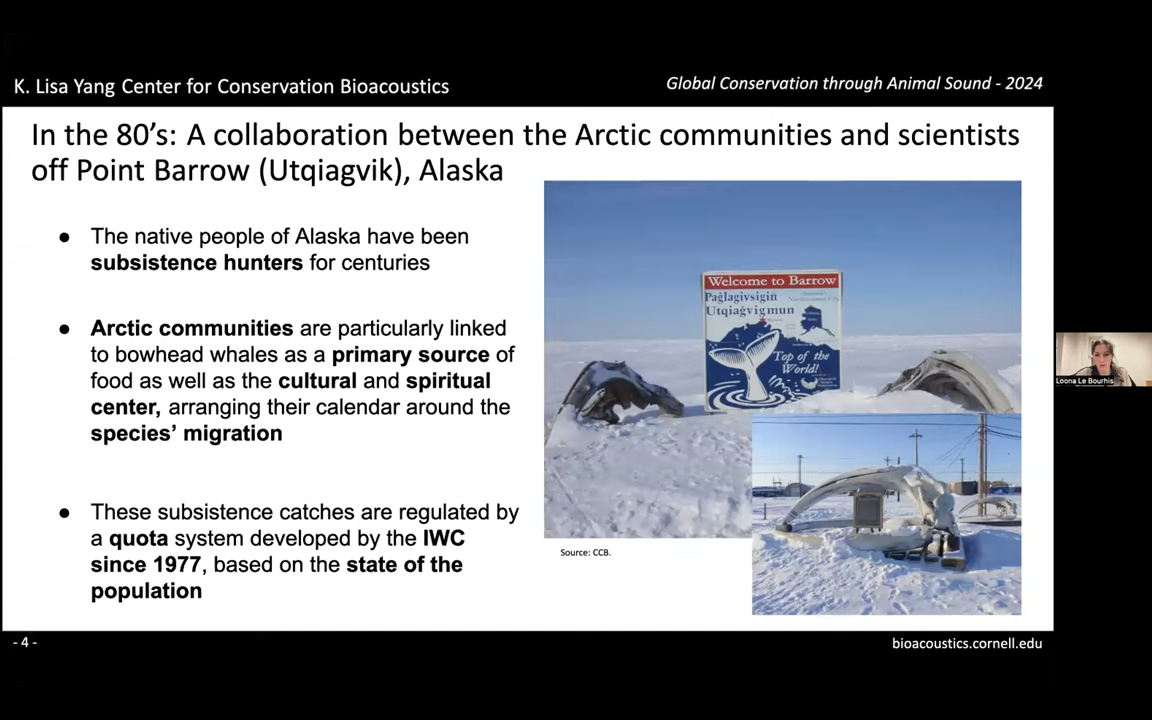 K. Lisa Yang Center for Conservation Bioacoustics
Global Conservation through Animal Sound - 2024
In the 80's: A collaboration between the Arctic communities and scientists
off Point Barrow (Utqiagvik), Alaska
● The native people of Alaska have been
subsistence hunters for centuries
● Arctic communities are particularly linked
to bowhead whales as a primary source of
food as well as the cultural and spiritual
center, arranging their calendar around the
species' migration
● These subsistence catches are regulated by
a quota system developed by the IWC
since 1977, based on the state of the
population
Welcome to Barrow
Paġlagivsigiñ
Utqiaġvigmun
Top of the
World!
Source: CCB.
Loona Le Bourhis
- 4 -
bioacoustics.cornell.edu